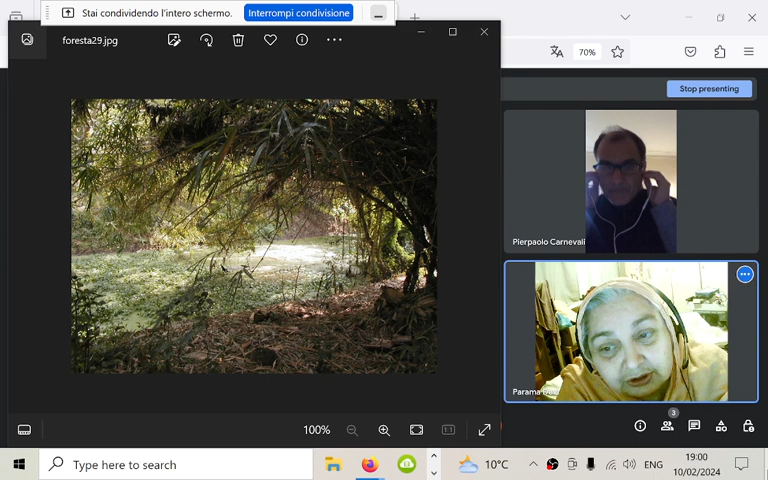 Stai condividendo l'intero schermo. Interrompi condivisione
foresta29.jpg
70%
Stop presenting
Pierpaolo Carnevali
Parama
3
100%
Type here to search
10°C
ENG
19:00
10/02/2024